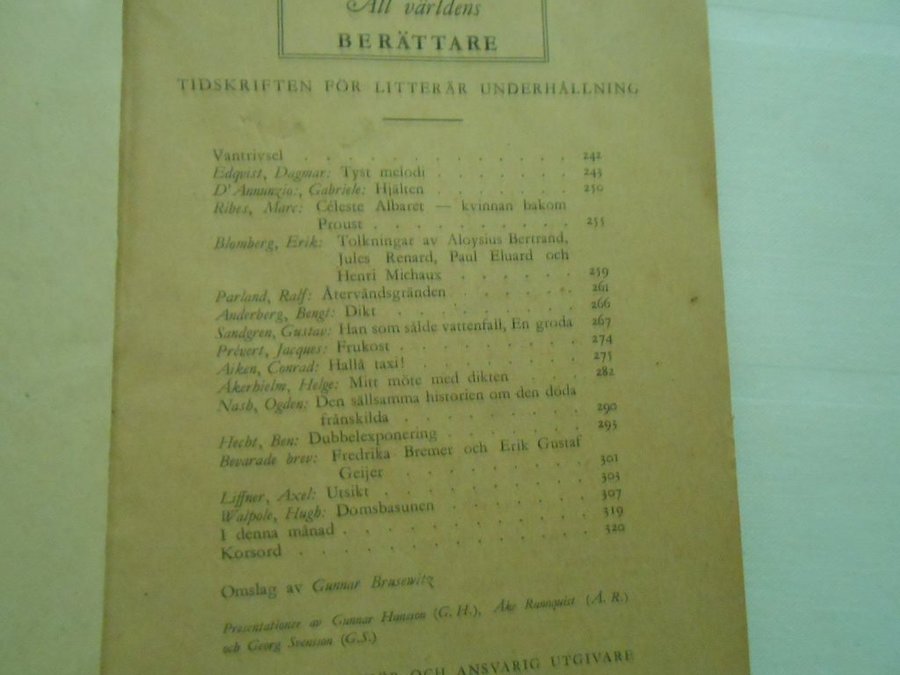 All världens
BERÄTTARE
TIDSKRIFTEN FÖR LITTERÄR UNDERHÅLLNING
Vantrivsel . . . . . . . . . . . . 242
Edqvist, Dagmar: Tyst melodi . . . . . . . 243
D'Annunzio:, Gabriele: Hjälten . . . . . . . 250
Ribes, Marc: Céleste Albaret — kvinnan bakom
Proust . . . . . . . . . . 255
Blomberg, Erik: Tolkningar av Aloysius Bertrand,
Jules Renard, Paul Eluard och
Henri Michaux . . . . . . 259
Parland, Ralf: Återvändsgränden . . . . . . 261
Anderberg, Bengt: Dikt . . . . . . . . . 266
Sandgren, Gustav: Han som sålde vattenfall, En groda 267
Prévert, Jacques: Frukost . . . . . . . . 274
Aiken, Conrad: Hallå taxi! . . . . . . . . 275
Åkerhielm, Helge: Mitt möte med dikten . . . 282
Nash, Ogden: Den sällsamma historien om den döda
frånskilda . . . . . . . . 290
Hecht, Ben: Dubbelexponering . . . . . . 293
Bevarade brev: Fredrika Bremer och Erik Gustaf
Geijer . . . . . . . . . 301
Liffner, Axel: Utsikt . . . . . . . . . 303
Walpole, Hugh: Domsbasunen . . . . . . 307
I denna månad . . . . . . . . . . 319
Korsord . . . . . . . . . . . . 320
Omslag av Gunnar Brusewitz
Presentationer av Gunnar Hansson (G. H.), Åke Runnquist (Å. R.)
och Georg Svensson (G.S.)
OCH ANSVARIG UTGIVARE